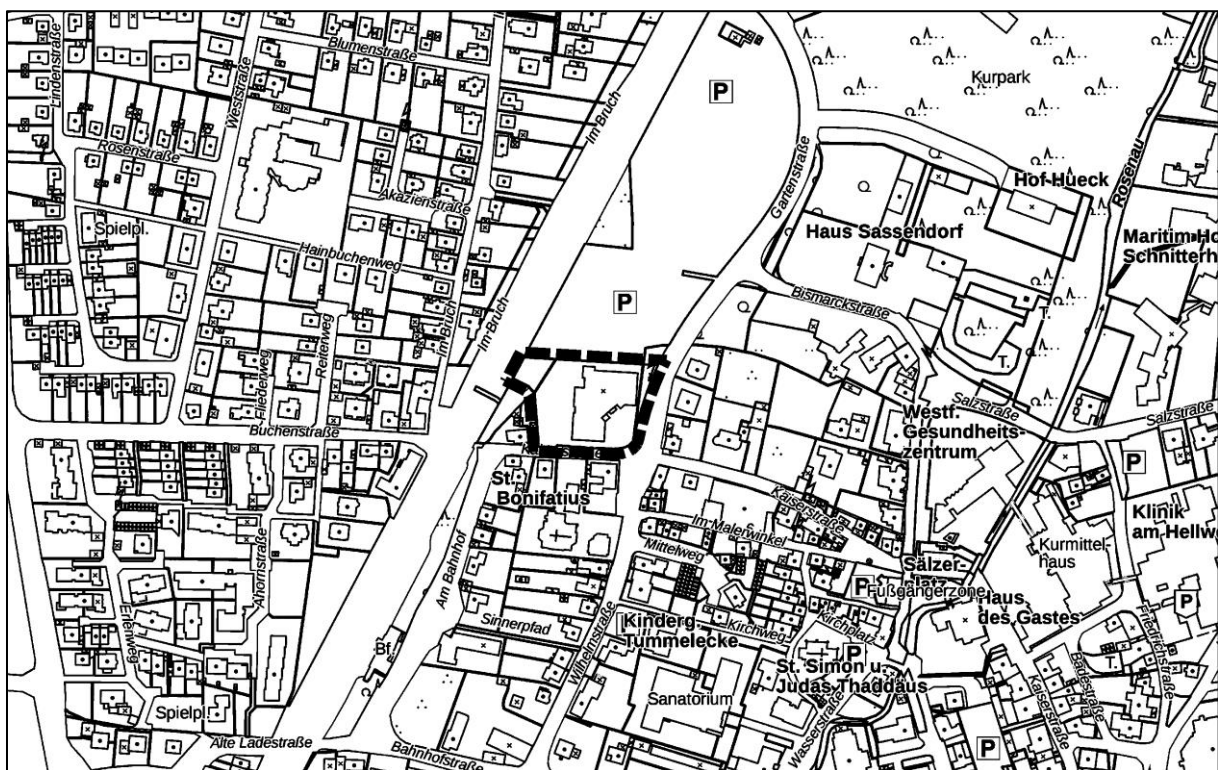 Blumenstraße
Lindenstraße
Weststraße
Im Bruch
P
Kurpark
Rosenstraße
Akazienstraße
Gartenstraße
Rosenau
Hof Hueck
Spielpl.
Hainbuchenweg
Haus Sassendorf
Maritim Ho
Schnitterh
P
Bismarckstraße
Im Bruch
Im Bruch
T.
Reiterweg
Fliederweg
T.
Salzstraße
Salzstraße
Buchenstraße
Westf.
Gesundheits-
zentrum
P
St.
Bonifatius
Kaiserstraße
Klinik
am Hellwe
Im Malerwinkel
Kurmittel-
haus
Mittelweg
Ahornstraße
Am Bahnhof
Sälzer-
platz
P
Fußgängerzone
Haus
des Gastes
P
Erlenweg
Sinnerpfad
Wilhelmstraße
Kinderg.
Tummelecke
Kirchweg
Kirchplatz
Friedrichstraße
Bf.
P
St. Simon u.
Judas Thaddäus
Badestraße
T.
Sanatorium
Kaiserstraße
Spielpl.
Wasserstraße
Alte Ladestraße
Bahnhofstraße
P